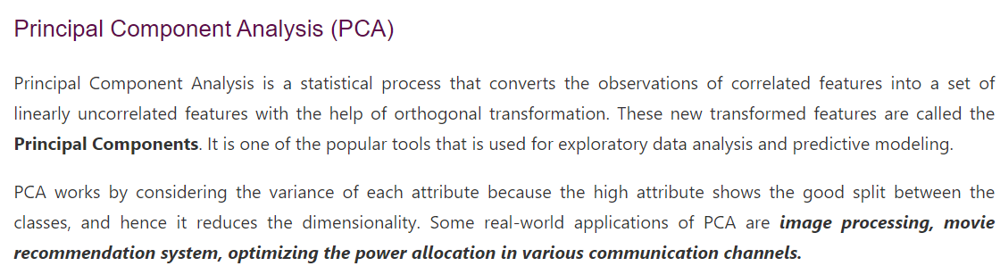 Principal Component Analysis (PCA)
Principal Component Analysis is a statistical process that converts the observations of correlated features into a set of
linearly uncorrelated features with the help of orthogonal transformation. These new transformed features are called the
Principal Components. It is one of the popular tools that is used for exploratory data analysis and predictive modeling.
PCA works by considering the variance of each attribute because the high attribute shows the good split between the
classes, and hence it reduces the dimensionality. Some real-world applications of PCA are image processing, movie
recommendation system, optimizing the power allocation in various communication channels.